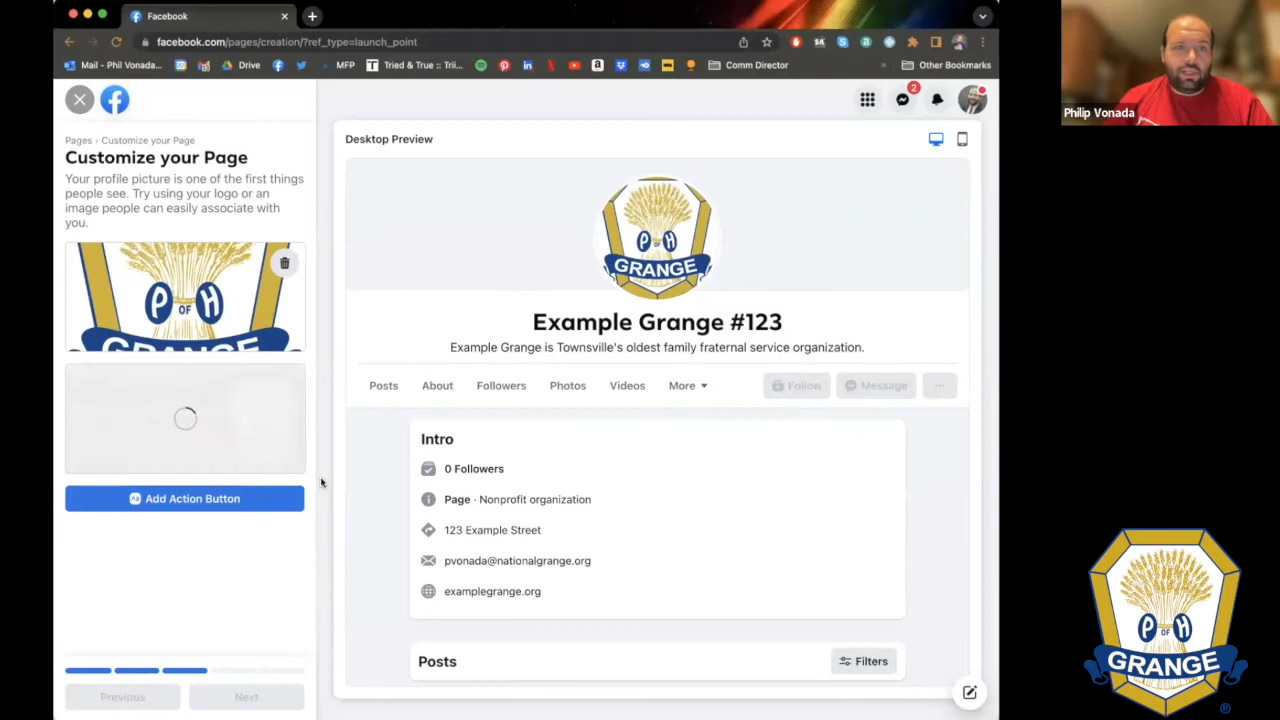 Facebook
facebook.com/pages/creation/?ref_type=launch_point
Mail - Phil Vonada...
Drive
MFP
Tried & True :: Trii...
Comm Director
»
Other Bookmarks
Philip Vonada
2
Pages › Customize your Page
Customize your Page
Your profile picture is one of the first things
people see. Try using your logo or an
image people can easily associate with
you.
P OF H
GRANGE
Add Action Button
Previous
Next
Desktop Preview
P OF H
GRANGE
Example Grange #123
Example Grange is Townsville's oldest family fraternal service organization.
Posts
About
Followers
Photos
Videos
More
Follow
Message
...
Intro
0 Followers
Page · Nonprofit organization
123 Example Street
pvonada@nationalgrange.org
examplegrange.org
Posts
Filters
P OF H
GRANGE
®